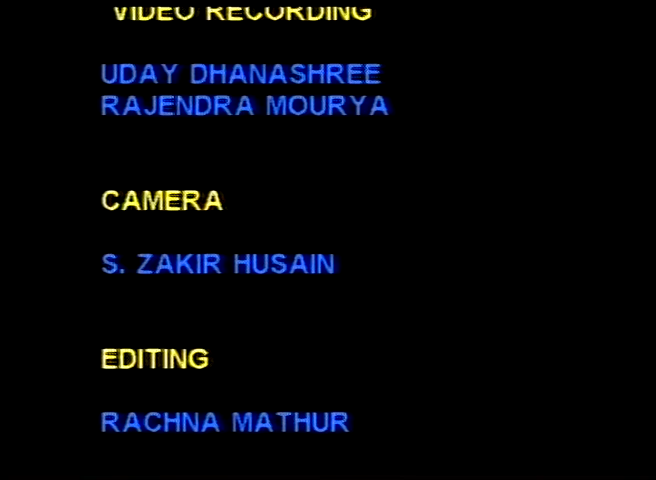 VIDEO RECORDING
UDAY DHANASHREE
RAJENDRA MOURYA
CAMERA
S. ZAKIR HUSAIN
EDITING
RACHNA MATHUR